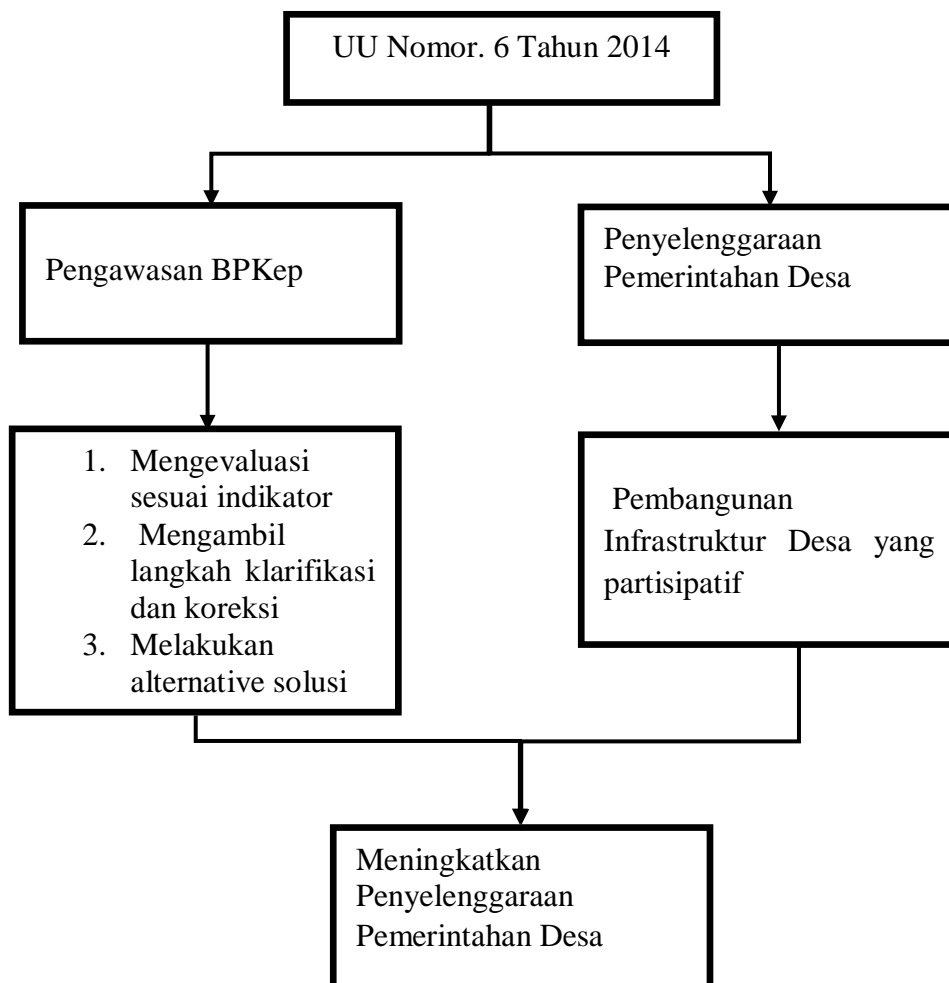 UU Nomor. 6 Tahun 2014
Pengawasan BPKep
Penyelenggaraan
Pemerintahan Desa
1. Mengevaluasi
sesuai indikator
2. Mengambil
langkah klarifikasi
dan koreksi
3. Melakukan
alternative solusi
Pembangunan
Infrastruktur Desa yang
partisipatif
Meningkatkan
Penyelenggaraan
Pemerintahan Desa